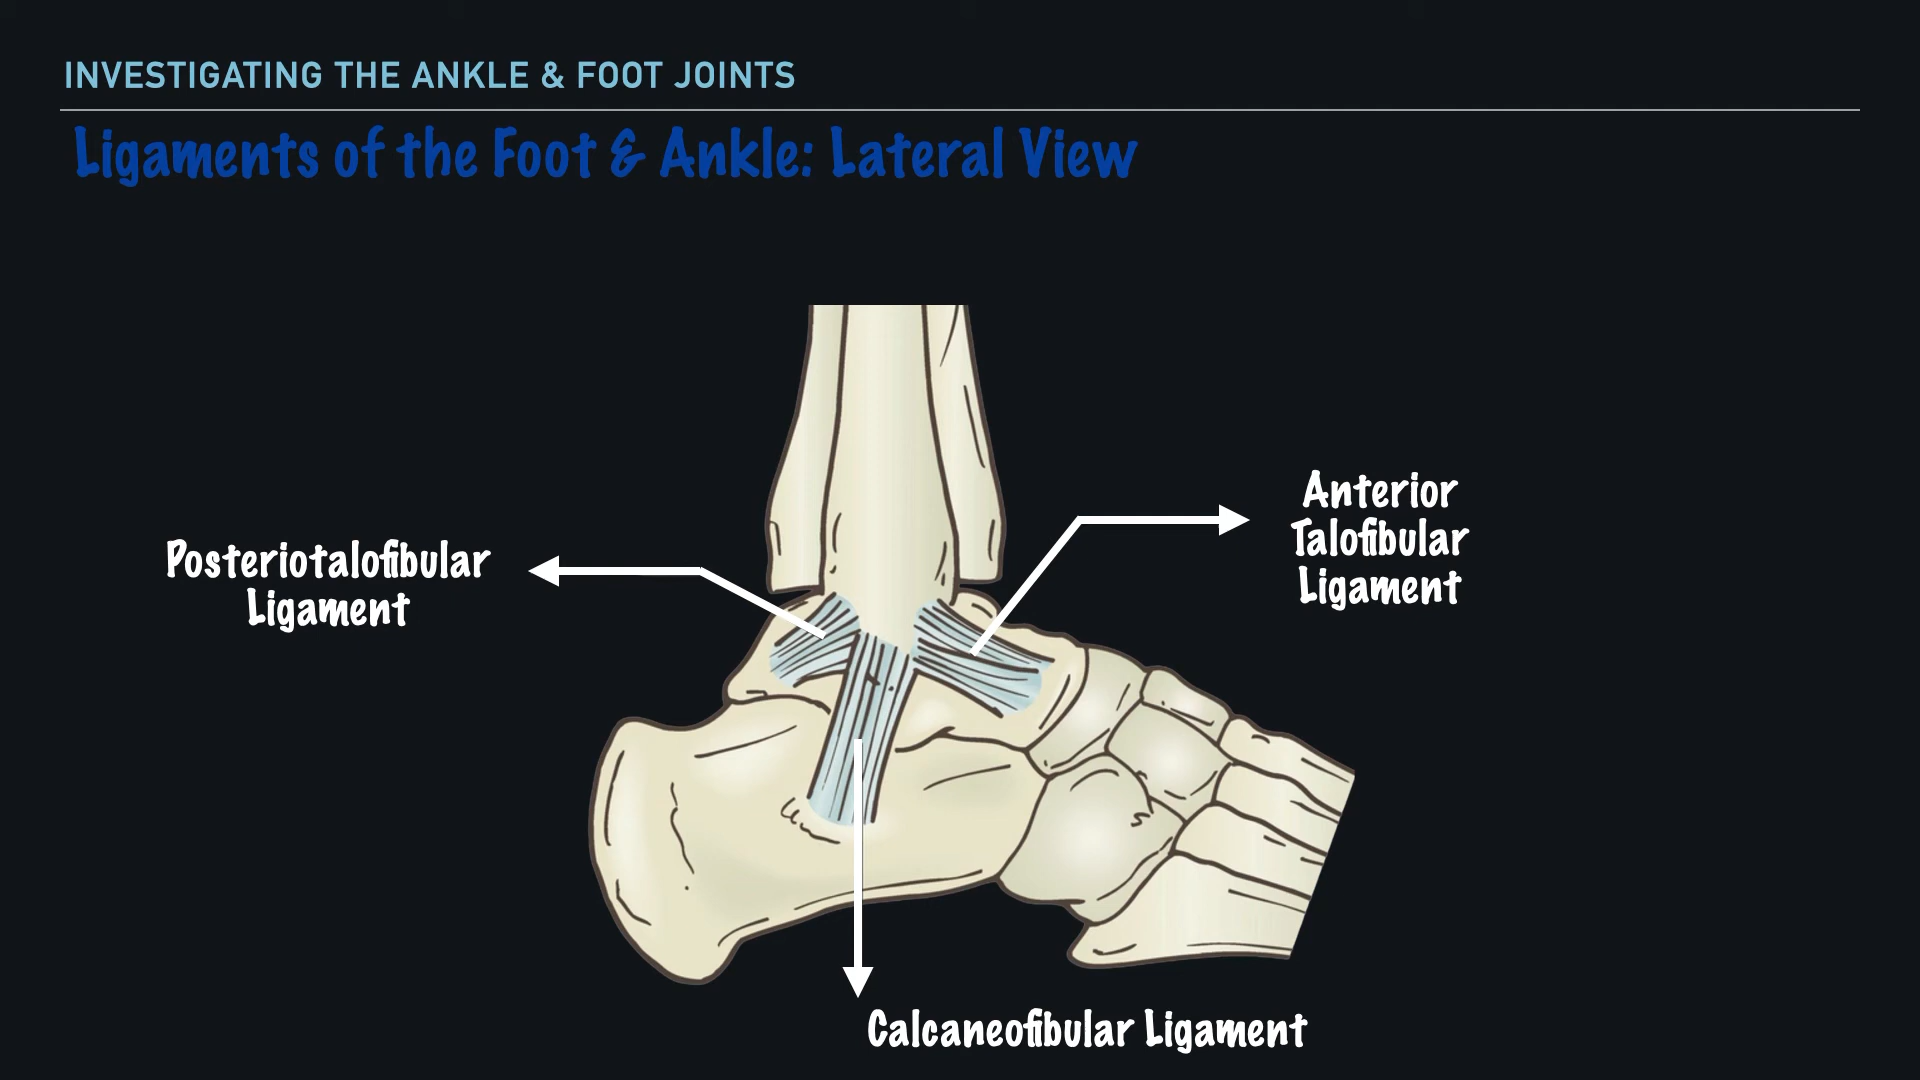 INVESTIGATING THE ANKLE & FOOT JOINTS
Ligaments of the Foot & Ankle: Lateral View
Anterior
Talofibular
Ligament
Posteriotalofibular
Ligament
Calcaneofibular Ligament